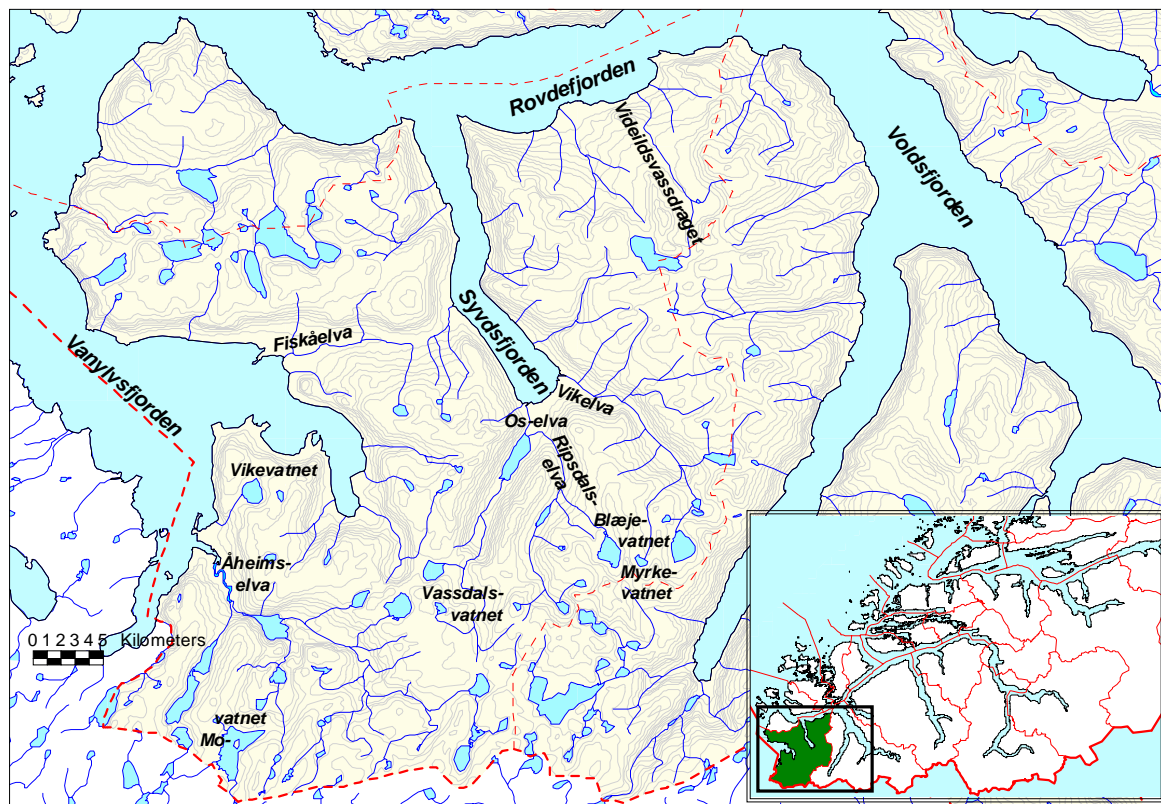 Rovdefjorden
Videildsvassdraget
Voldsfjorden
Syvdsfjorden
Fiskåelva
Vanylvsfjorden
Vikelva
Os-elva
Ripsdals-
elva
Vikevatnet
Blæje-
vatnet
Åheims-
elva
Myrke-
vatnet
Vassdals-
vatnet
0 1 2 3 4 5 Kilometers
vatnet
Mo-